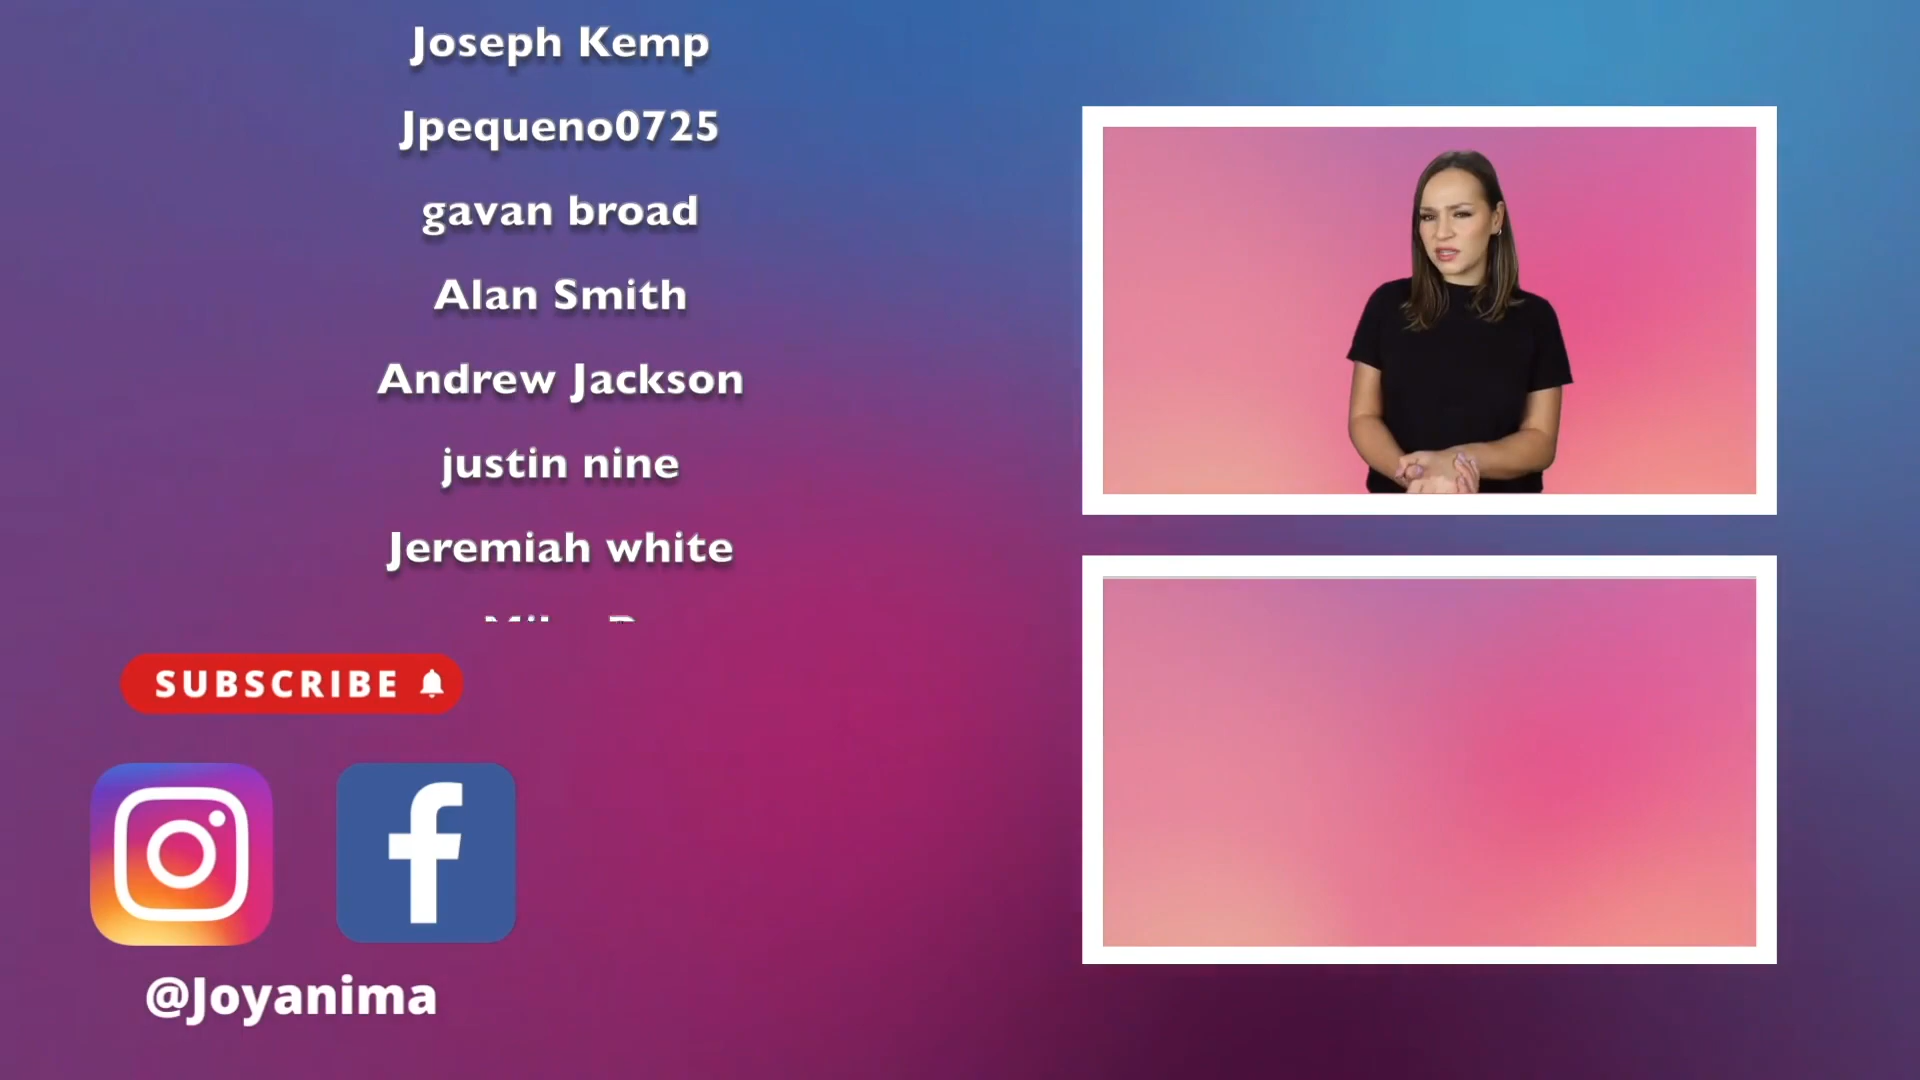 Joseph Kemp
Jpequeno0725
gavan broad
Alan Smith
Andrew Jackson
justin nine
Jeremiah white
SUBSCRIBE
@Joyanima